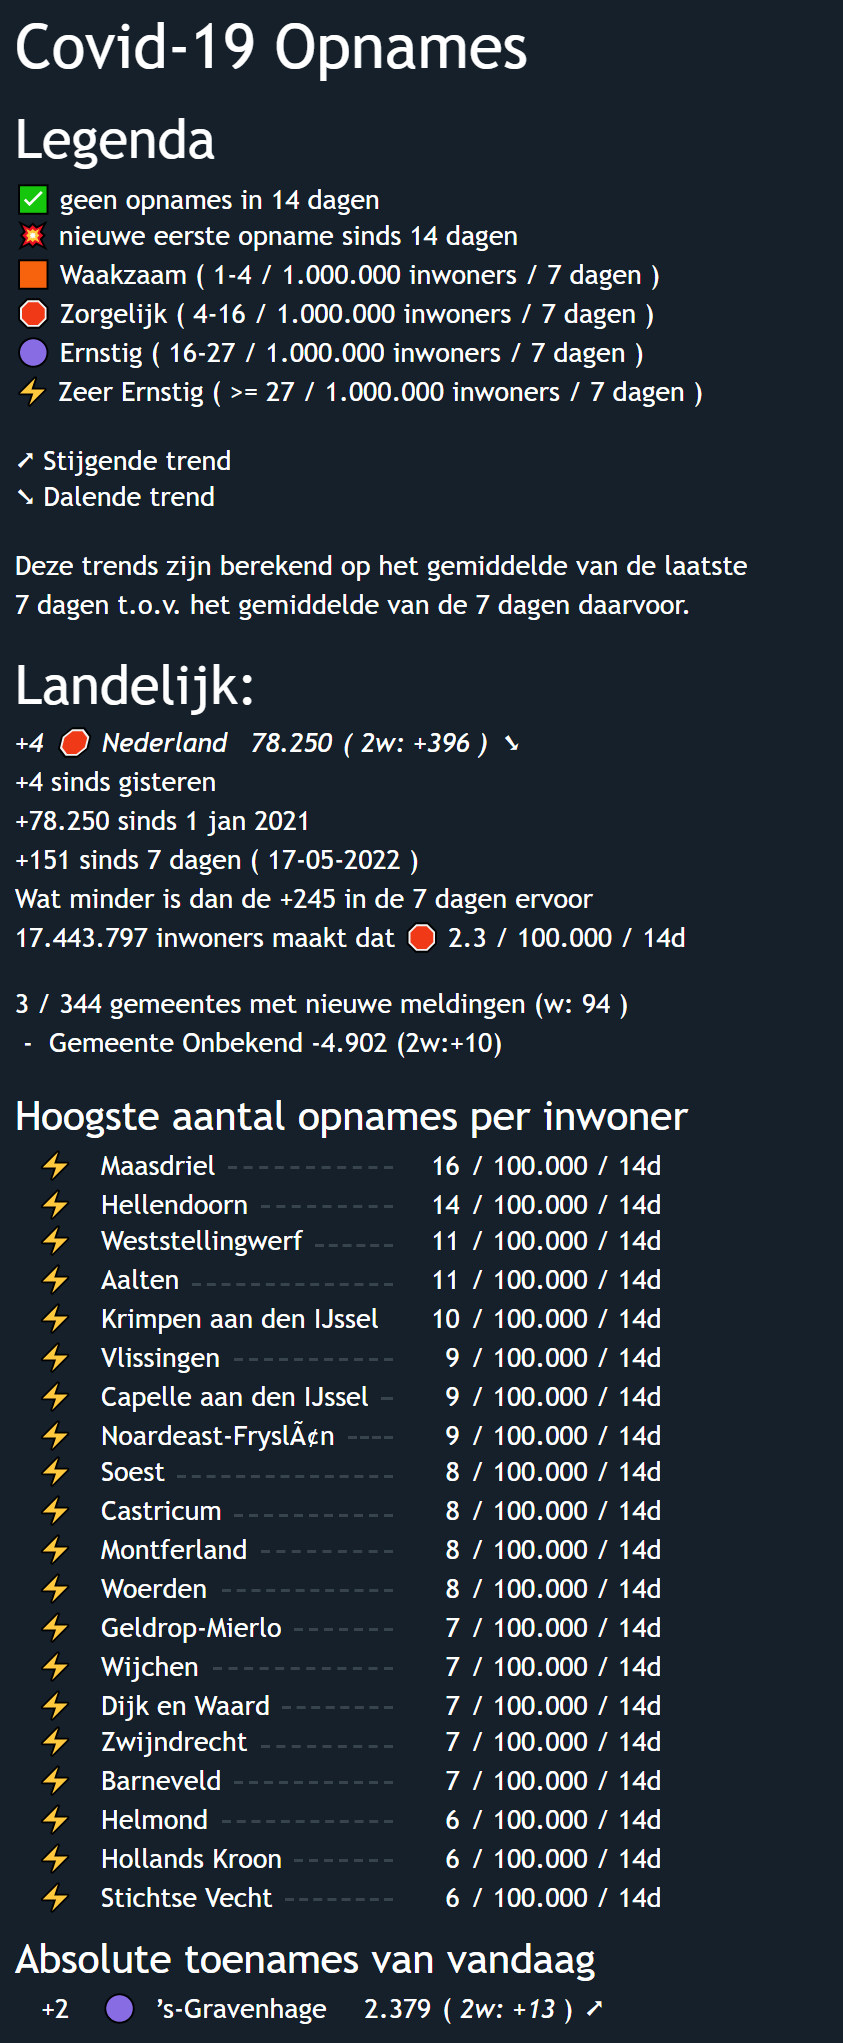 Covid-19 Opnames
Legenda
✅ geen opnames in 14 dagen
💥 nieuwe eerste opname sinds 14 dagen
🟧 Waakzaam ( 1-4 / 1.000.000 inwoners / 7 dagen )
🛑 Zorgelijk ( 4-16 / 1.000.000 inwoners / 7 dagen )
🟣 Ernstig ( 16-27 / 1.000.000 inwoners / 7 dagen )
⚡ Zeer Ernstig ( >= 27 / 1.000.000 inwoners / 7 dagen )
➚ Stijgende trend
➘ Dalende trend
Deze trends zijn berekend op het gemiddelde van de laatste
7 dagen t.o.v. het gemiddelde van de 7 dagen daarvoor.
Landelijk:
+4 🛑 Nederland 78.250 ( 2w: +396 ) ➘
+4 sinds gisteren
+78.250 sinds 1 jan 2021
+151 sinds 7 dagen ( 17-05-2022 )
Wat minder is dan de +245 in de 7 dagen ervoor
17.443.797 inwoners maakt dat 🛑 2.3 / 100.000 / 14d
3 / 344 gemeentes met nieuwe meldingen (w: 94 )
- Gemeente Onbekend -4.902 (2w:+10)
Hoogste aantal opnames per inwoner
⚡ Maasdriel ------------ 16 / 100.000 / 14d
⚡ Hellendoorn ---------- 14 / 100.000 / 14d
⚡ Weststellingwerf ------ 11 / 100.000 / 14d
⚡ Aalten --------------- 11 / 100.000 / 14d
⚡ Krimpen aan den IJssel 10 / 100.000 / 14d
⚡ Vlissingen ------------ 9 / 100.000 / 14d
⚡ Capelle aan den IJssel - 9 / 100.000 / 14d
⚡ Noardeast-FryslÃ¢n ---- 9 / 100.000 / 14d
⚡ Soest ---------------- 8 / 100.000 / 14d
⚡ Castricum ------------ 8 / 100.000 / 14d
⚡ Montferland ---------- 8 / 100.000 / 14d
⚡ Woerden ------------- 8 / 100.000 / 14d
⚡ Geldrop-Mierlo -------- 7 / 100.000 / 14d
⚡ Wijchen -------------- 7 / 100.000 / 14d
⚡ Dijk en Waard --------- 7 / 100.000 / 14d
⚡ Zwijndrecht ---------- 7 / 100.000 / 14d
⚡ Barneveld ------------ 7 / 100.000 / 14d
⚡ Helmond ------------- 6 / 100.000 / 14d
⚡ Hollands Kroon -------- 6 / 100.000 / 14d
⚡ Stichtse Vecht -------- 6 / 100.000 / 14d
Absolute toenames van vandaag
+2 🟣 ’s-Gravenhage 2.379 ( 2w: +13 ) ➚